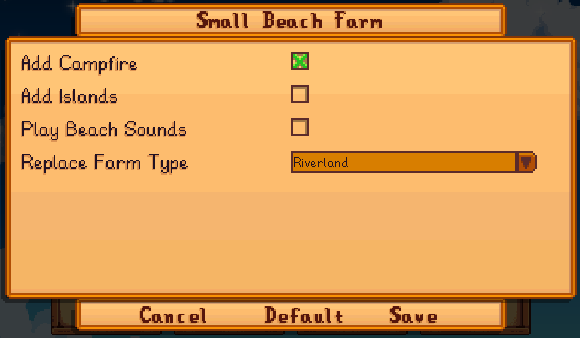 Small Beach Farm
Add Campfire
Add Islands
Play Beach Sounds
Replace Farm Type Riverland
Cancel Default Save